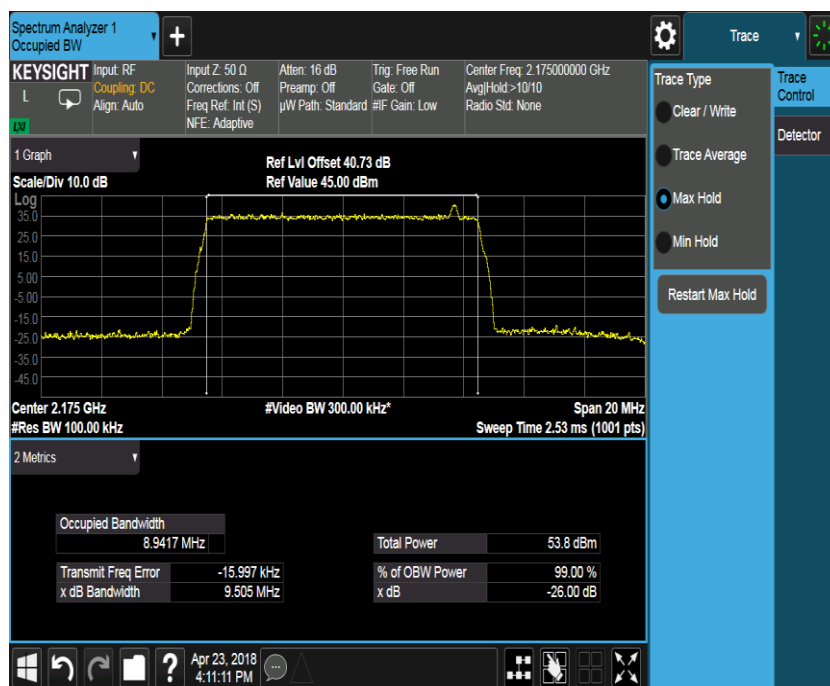 Spectrum Analyzer 1
Occupied BW
+
Trace
KEYSIGHT
L
LXI
Input: RF
Coupling: DC
Align: Auto
Input Z: 50 Ω
Corrections: Off
Freq Ref: Int (S)
NFE: Adaptive
Atten: 16 dB
Preamp: Off
µW Path: Standard
Trig: Free Run
Gate: Off
#IF Gain: Low
Center Freq: 2.175000000 GHz
Avg|Hold:>10/10
Radio Std: None
1 Graph
Scale/Div 10.0 dB
Ref Lvl Offset 40.73 dB
Ref Value 45.00 dBm
Log
35.0
25.0
15.0
5.00
-5.00
-15.0
-25.0
-35.0
-45.0
Center 2.175 GHz
#Video BW 300.00 kHz*
Span 20 MHz
#Res BW 100.00 kHz
Sweep Time 2.53 ms (1001 pts)
2 Metrics
Occupied Bandwidth
8.9417 MHz
Total Power 53.8 dBm
Transmit Freq Error -15.997 kHz
% of OBW Power 99.00 %
x dB Bandwidth 9.505 MHz
x dB -26.00 dB
?
Apr 23, 2018
4:11:11 PM
Trace Type
Clear / Write
Trace Average
Max Hold
Min Hold
Restart Max Hold
Trace
Control
Detector